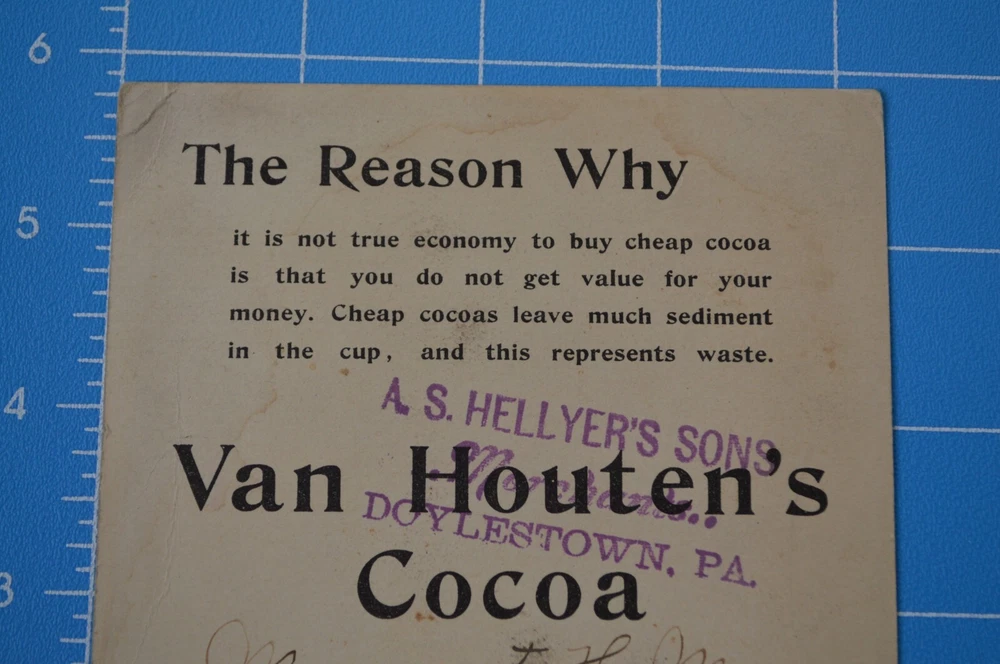 6
The Reason Why
5
it is not true economy to buy cheap cocoa
is that you do not get value for your
money. Cheap cocoas leave much sediment
in the cup, and this represents waste.
4
A. S. HELLYER'S SONS
Merchants..
Van Houten's
DOYLESTOWN, PA.
3
Cocoa